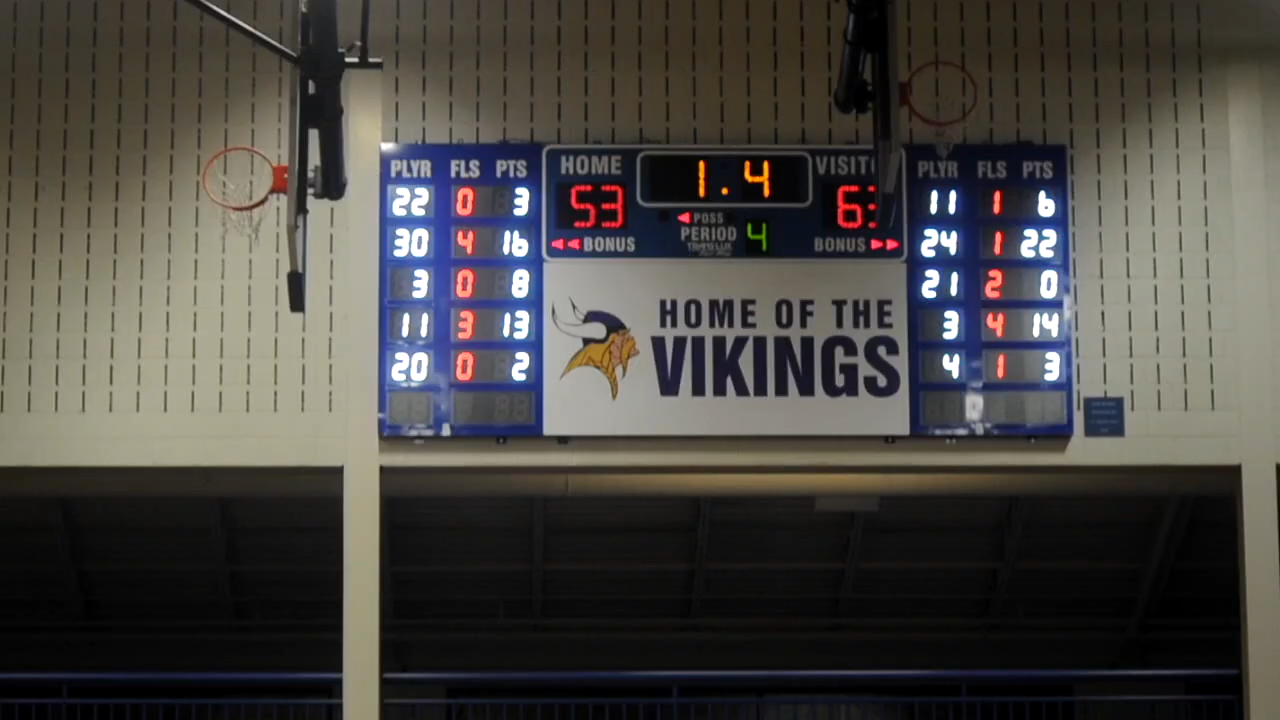 PLYR FLS PTS
22 0 3
30 4 16
3 0 8
11 3 13
20 0 2
HOME 1.4
53
POSS
PERIOD 4
TRANS-LUX
BONUS BONUS
HOME OF THE
VIKINGS
PLYR FLS PTS
11 1 6
24 1 22
21 2 0
3 4 14
4 1 3